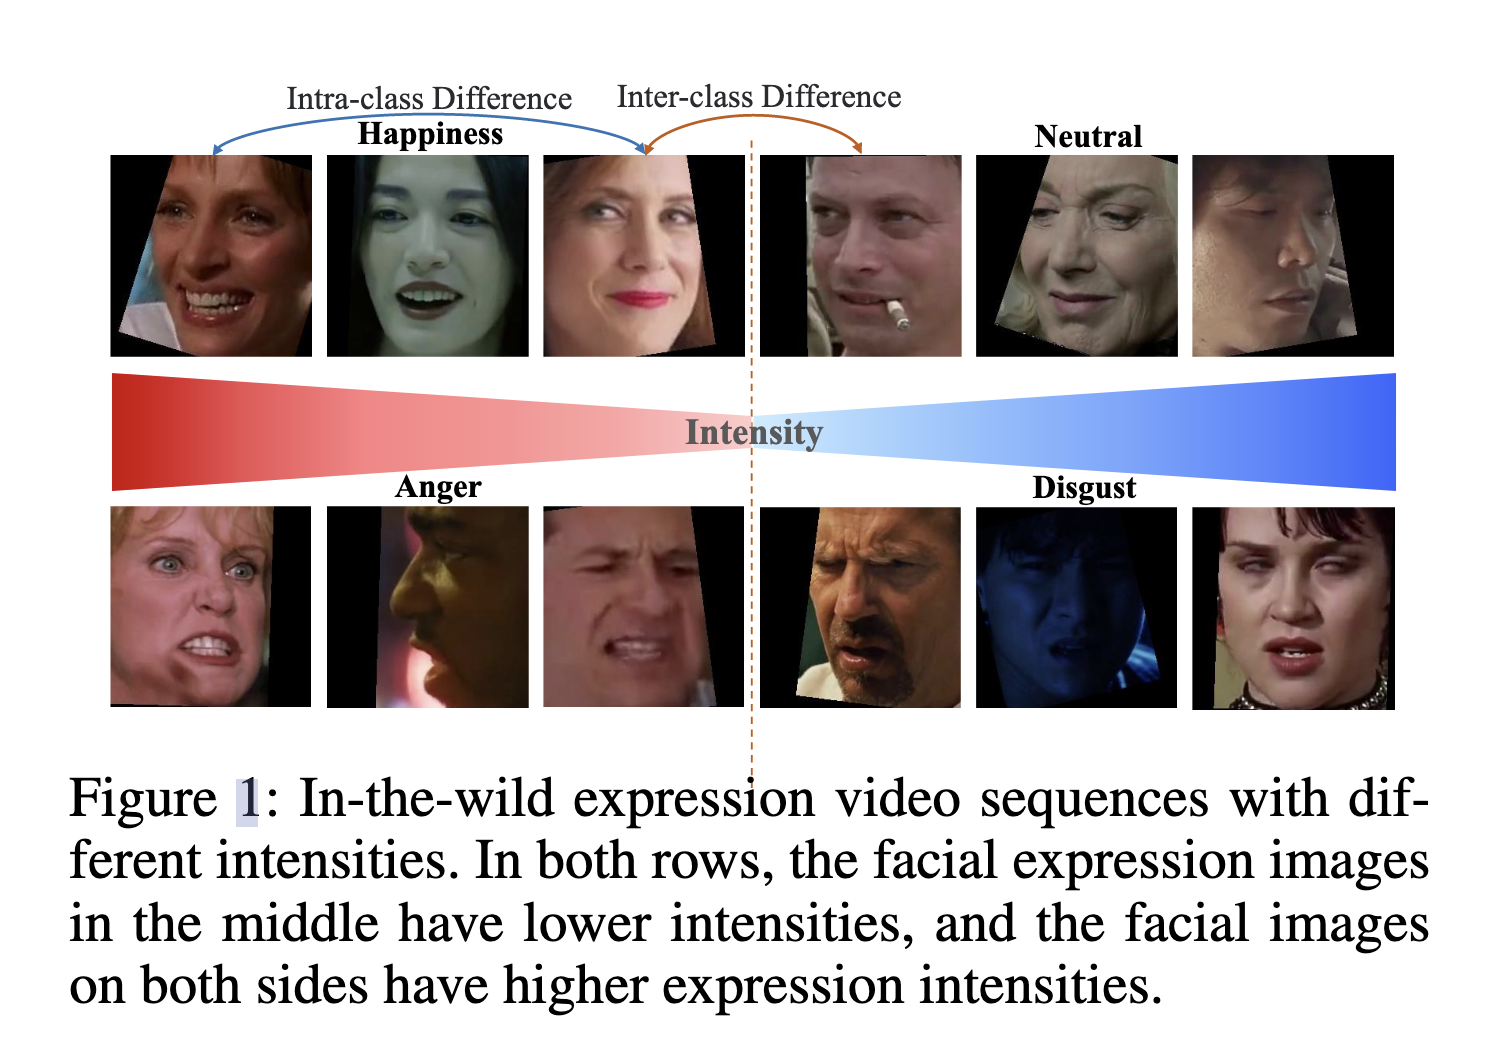 Intra-class Difference Inter-class Difference
Happiness Neutral
Intensity
Anger Disgust
Figure 1: In-the-wild expression video sequences with dif-
ferent intensities. In both rows, the facial expression images
in the middle have lower intensities, and the facial images
on both sides have higher expression intensities.